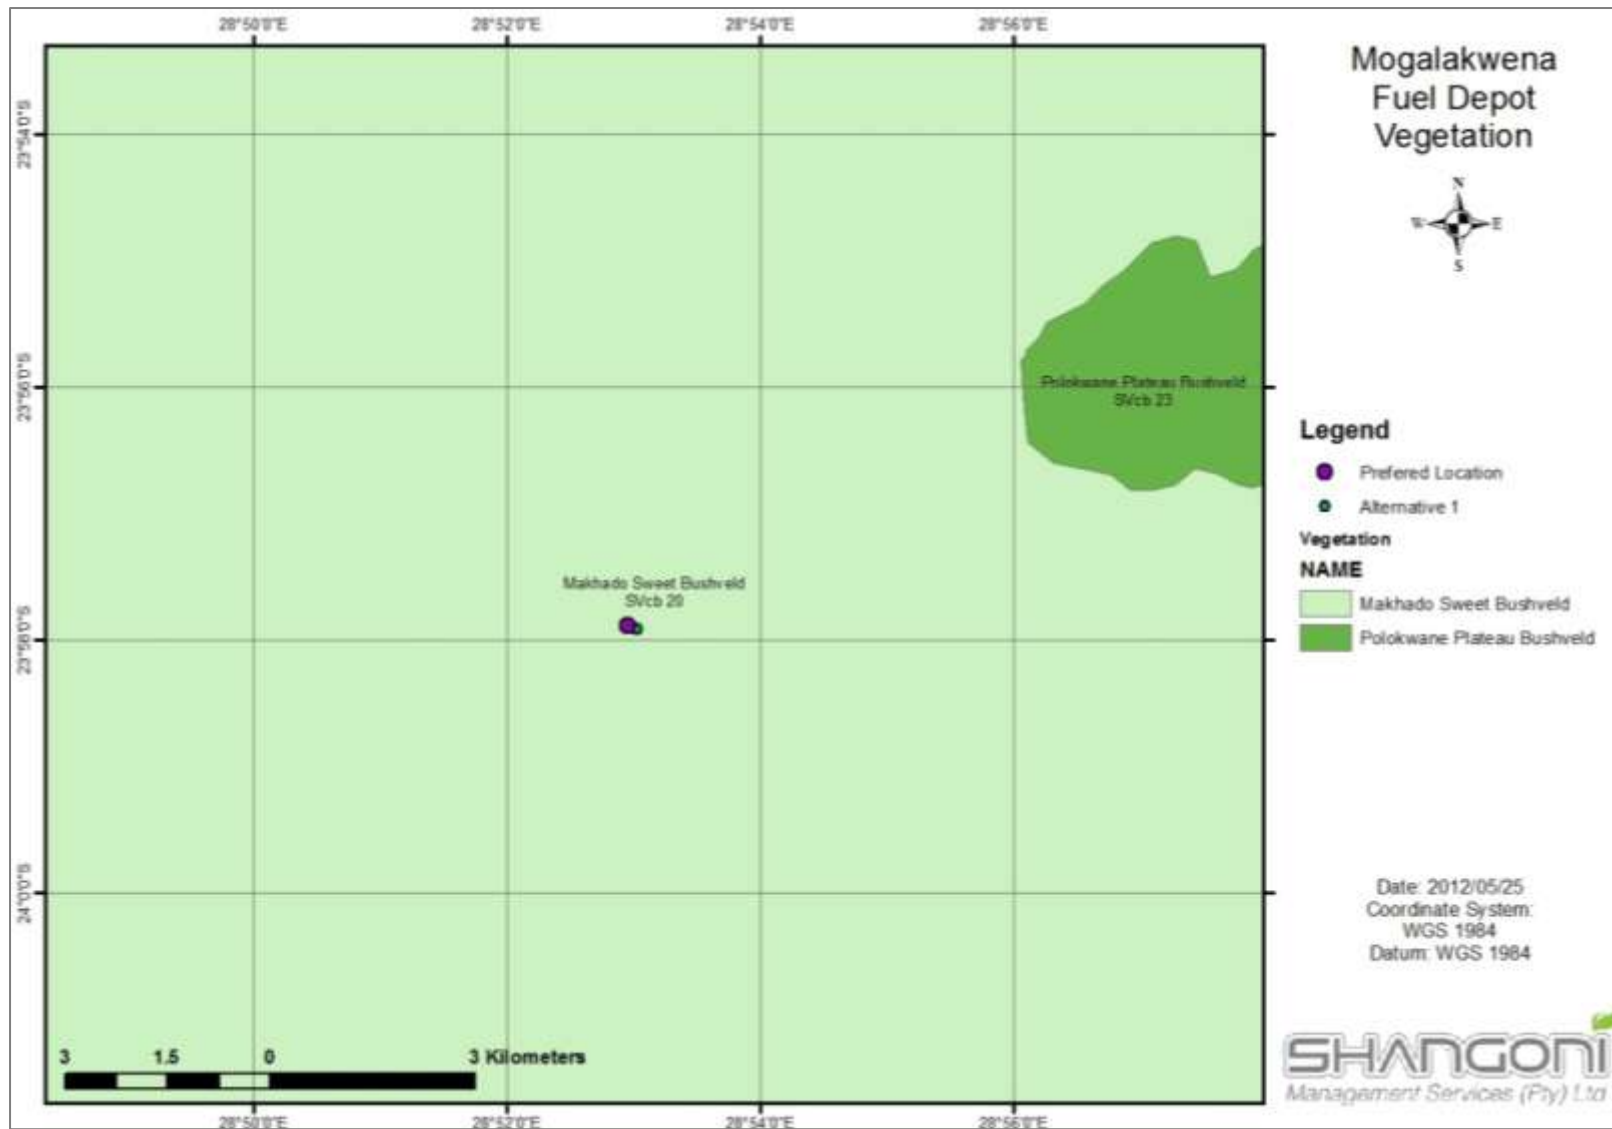 28°50'0"E 28°52'0"E 28°54'0"E 28°56'0"E
23°54'0"S
23°56'0"S
23°58'0"S
24°0'0"S
Polokwane Plateau Bushveld
SVcb 23
Makhado Sweet Bushveld
SVcb 20
3 1.5 0 3 Kilometers
28°50'0"E 28°52'0"E 28°54'0"E 28°56'0"E
Mogalakwena
Fuel Depot
Vegetation
N
W E
S
Legend
Prefered Location
Alternative 1
Vegetation
NAME
Makhado Sweet Bushveld
Polokwane Plateau Bushveld
Date: 2012/05/25
Coordinate System:
WGS 1984
Datum: WGS 1984
SHANGONI
Management Services (Pty) Ltd